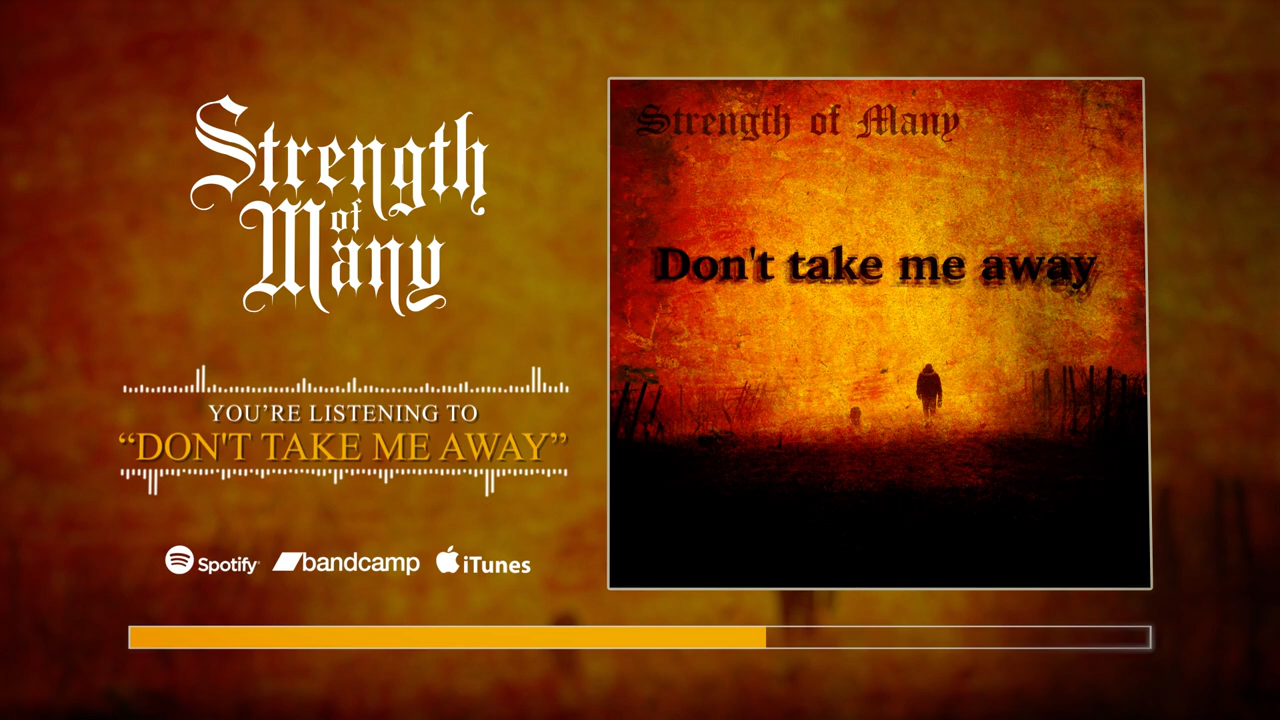 Strength
of
Many
YOU'RE LISTENING TO
“DON'T TAKE ME AWAY”
Spotify
bandcamp
iTunes
Strength of Many
Don't take me away